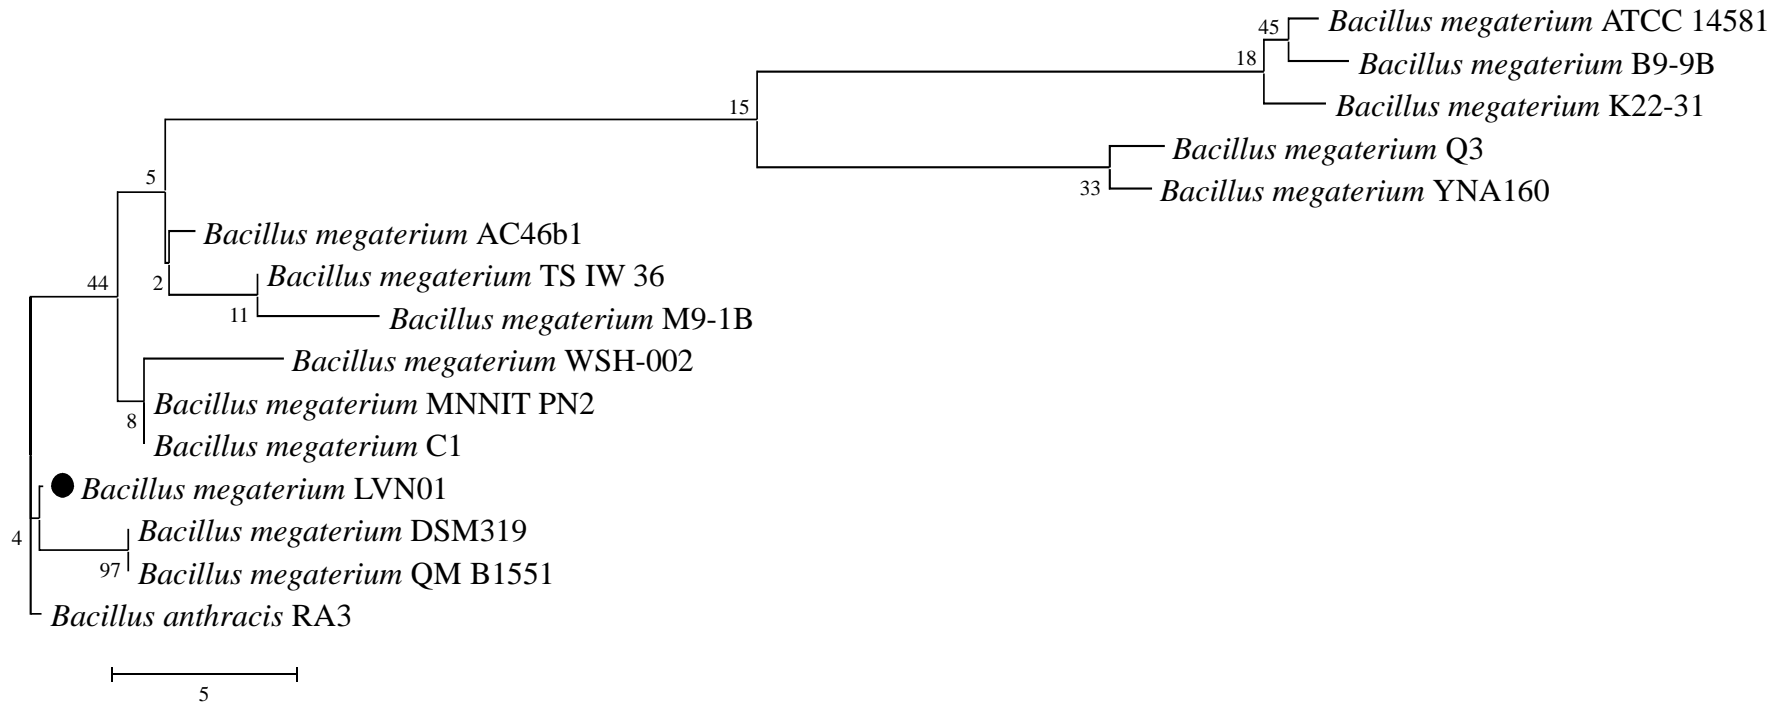 45
Bacillus megaterium ATCC 14581
18
Bacillus megaterium B9-9B
Bacillus megaterium K22-31
15
Bacillus megaterium Q3
33
Bacillus megaterium YNA160
5
Bacillus megaterium AC46b1
44
2
Bacillus megaterium TS IW 36
11
Bacillus megaterium M9-1B
Bacillus megaterium WSH-002
Bacillus megaterium MNNIT PN2
8
Bacillus megaterium C1
Bacillus megaterium LVN01
Bacillus megaterium DSM319
4
97
Bacillus megaterium QM B1551
Bacillus anthracis RA3
5